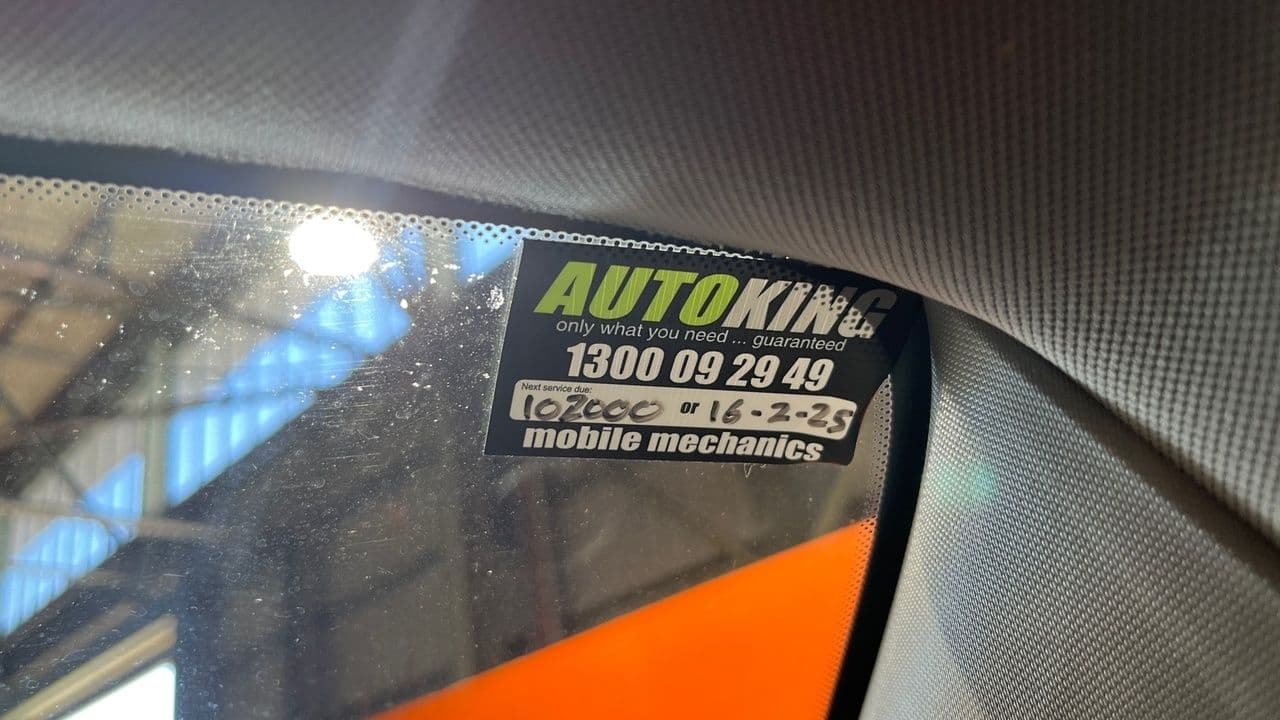 AUTOKING
only what you need ... guaranteed
1300 09 29 49
Next service due:
102000 or 16-2-25
mobile mechanics